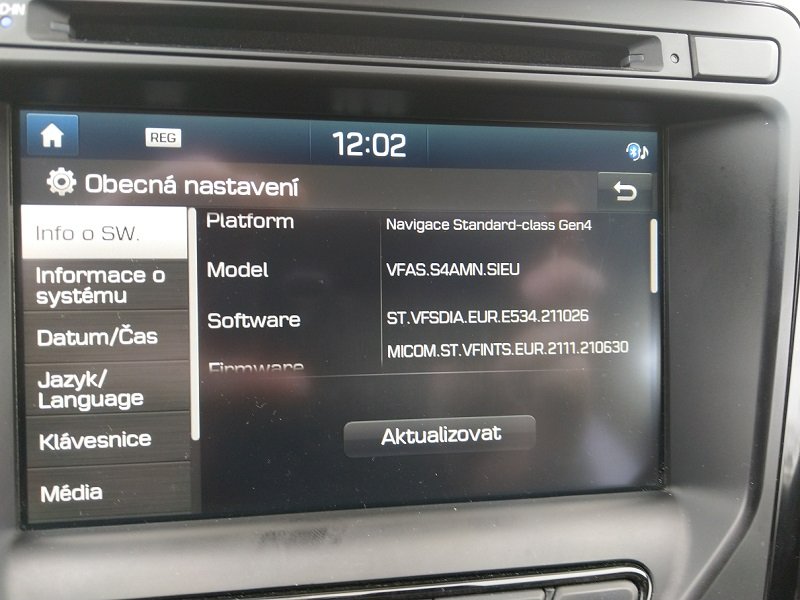 REG
12:02
Obecná nastavení
Info o SW.
Informace o
systému
Datum/Čas
Jazyk/
Language
Klávesnice
Média
Platform
Navigace Standard-class Gen4
Model
VFAS.S4AMN.SIEU
Software
ST.VFSDIA.EUR.E534.211026
MICOM.ST.VFINTS.EUR.2111.210630
Firmware
Aktualizovat